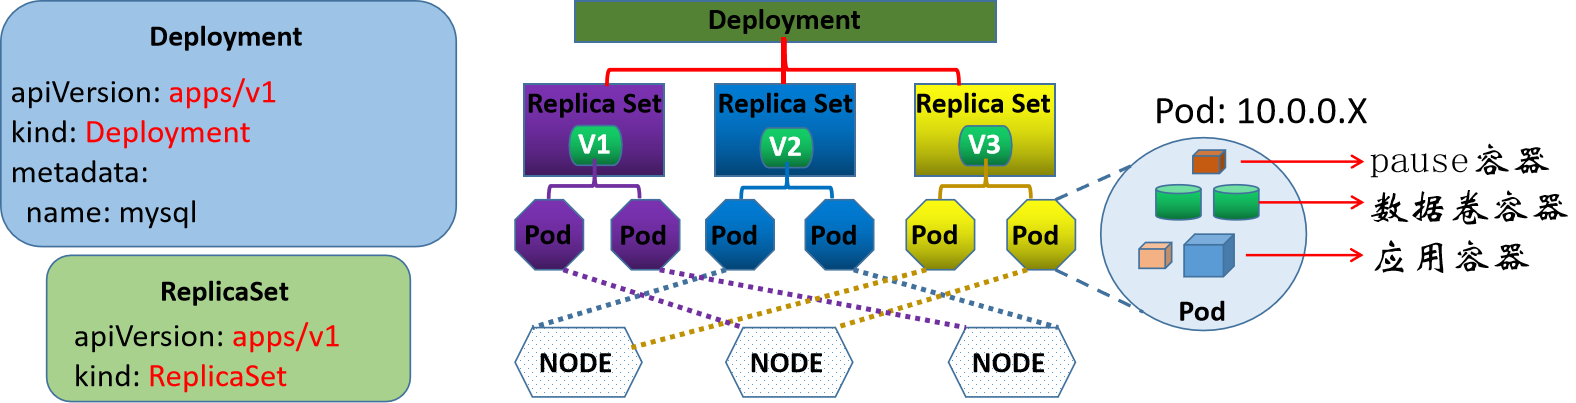 Deployment
apiVersion: apps/v1
kind: Deployment
metadata:
name: mysql
ReplicaSet
apiVersion: apps/v1
kind: ReplicaSet
Deployment
Replica Set
V1
Replica Set
V2
Replica Set
V3
Pod
Pod
Pod
Pod
Pod
Pod
NODE
NODE
NODE
Pod: 10.0.0.X
pause容器
数据卷容器
应用容器
Pod